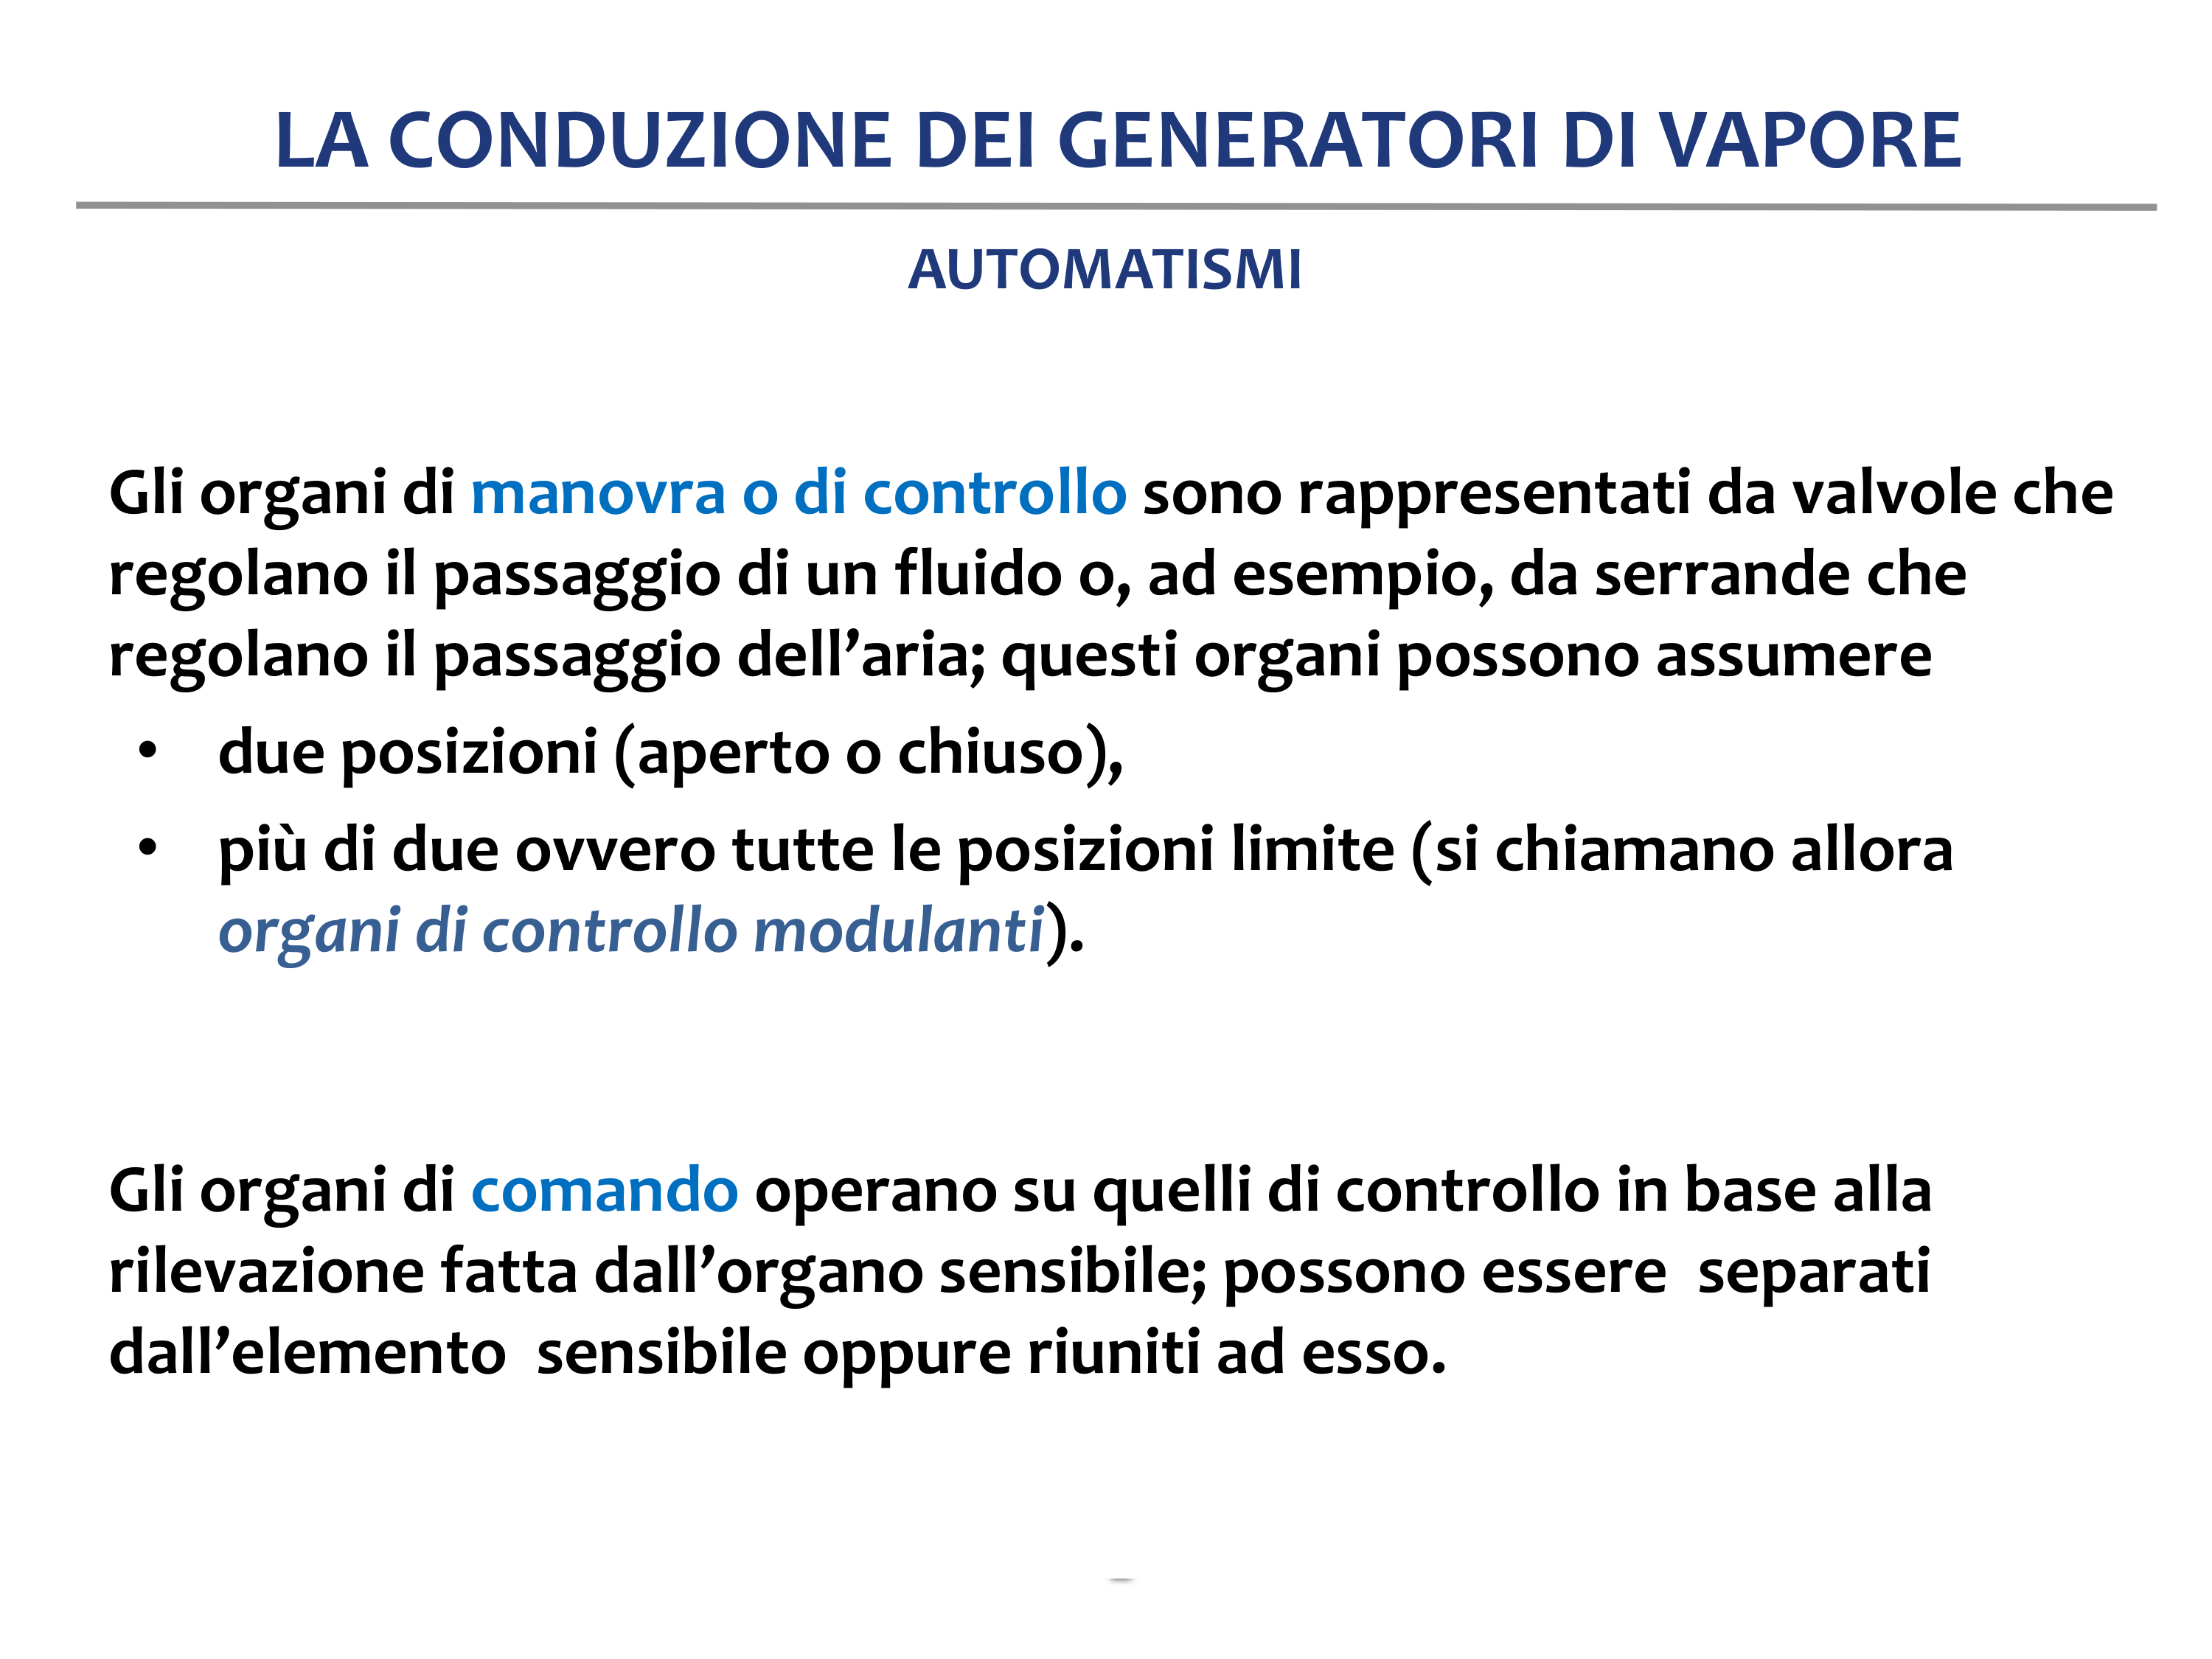 LA CONDUZIONE DEI GENERATORI DI VAPORE
AUTOMATISMI
Gli organi di manovra o di controllo sono rappresentati da valvole che
regolano il passaggio di un fluido o, ad esempio, da serrande che
regolano il passaggio dell’aria; questi organi possono assumere
• due posizioni (aperto o chiuso),
• più di due ovvero tutte le posizioni limite (si chiamano allora
organi di controllo modulanti).
Gli organi di comando operano su quelli di controllo in base alla
rilevazione fatta dall’organo sensibile; possono essere  separati
dall’elemento  sensibile oppure riuniti ad esso.